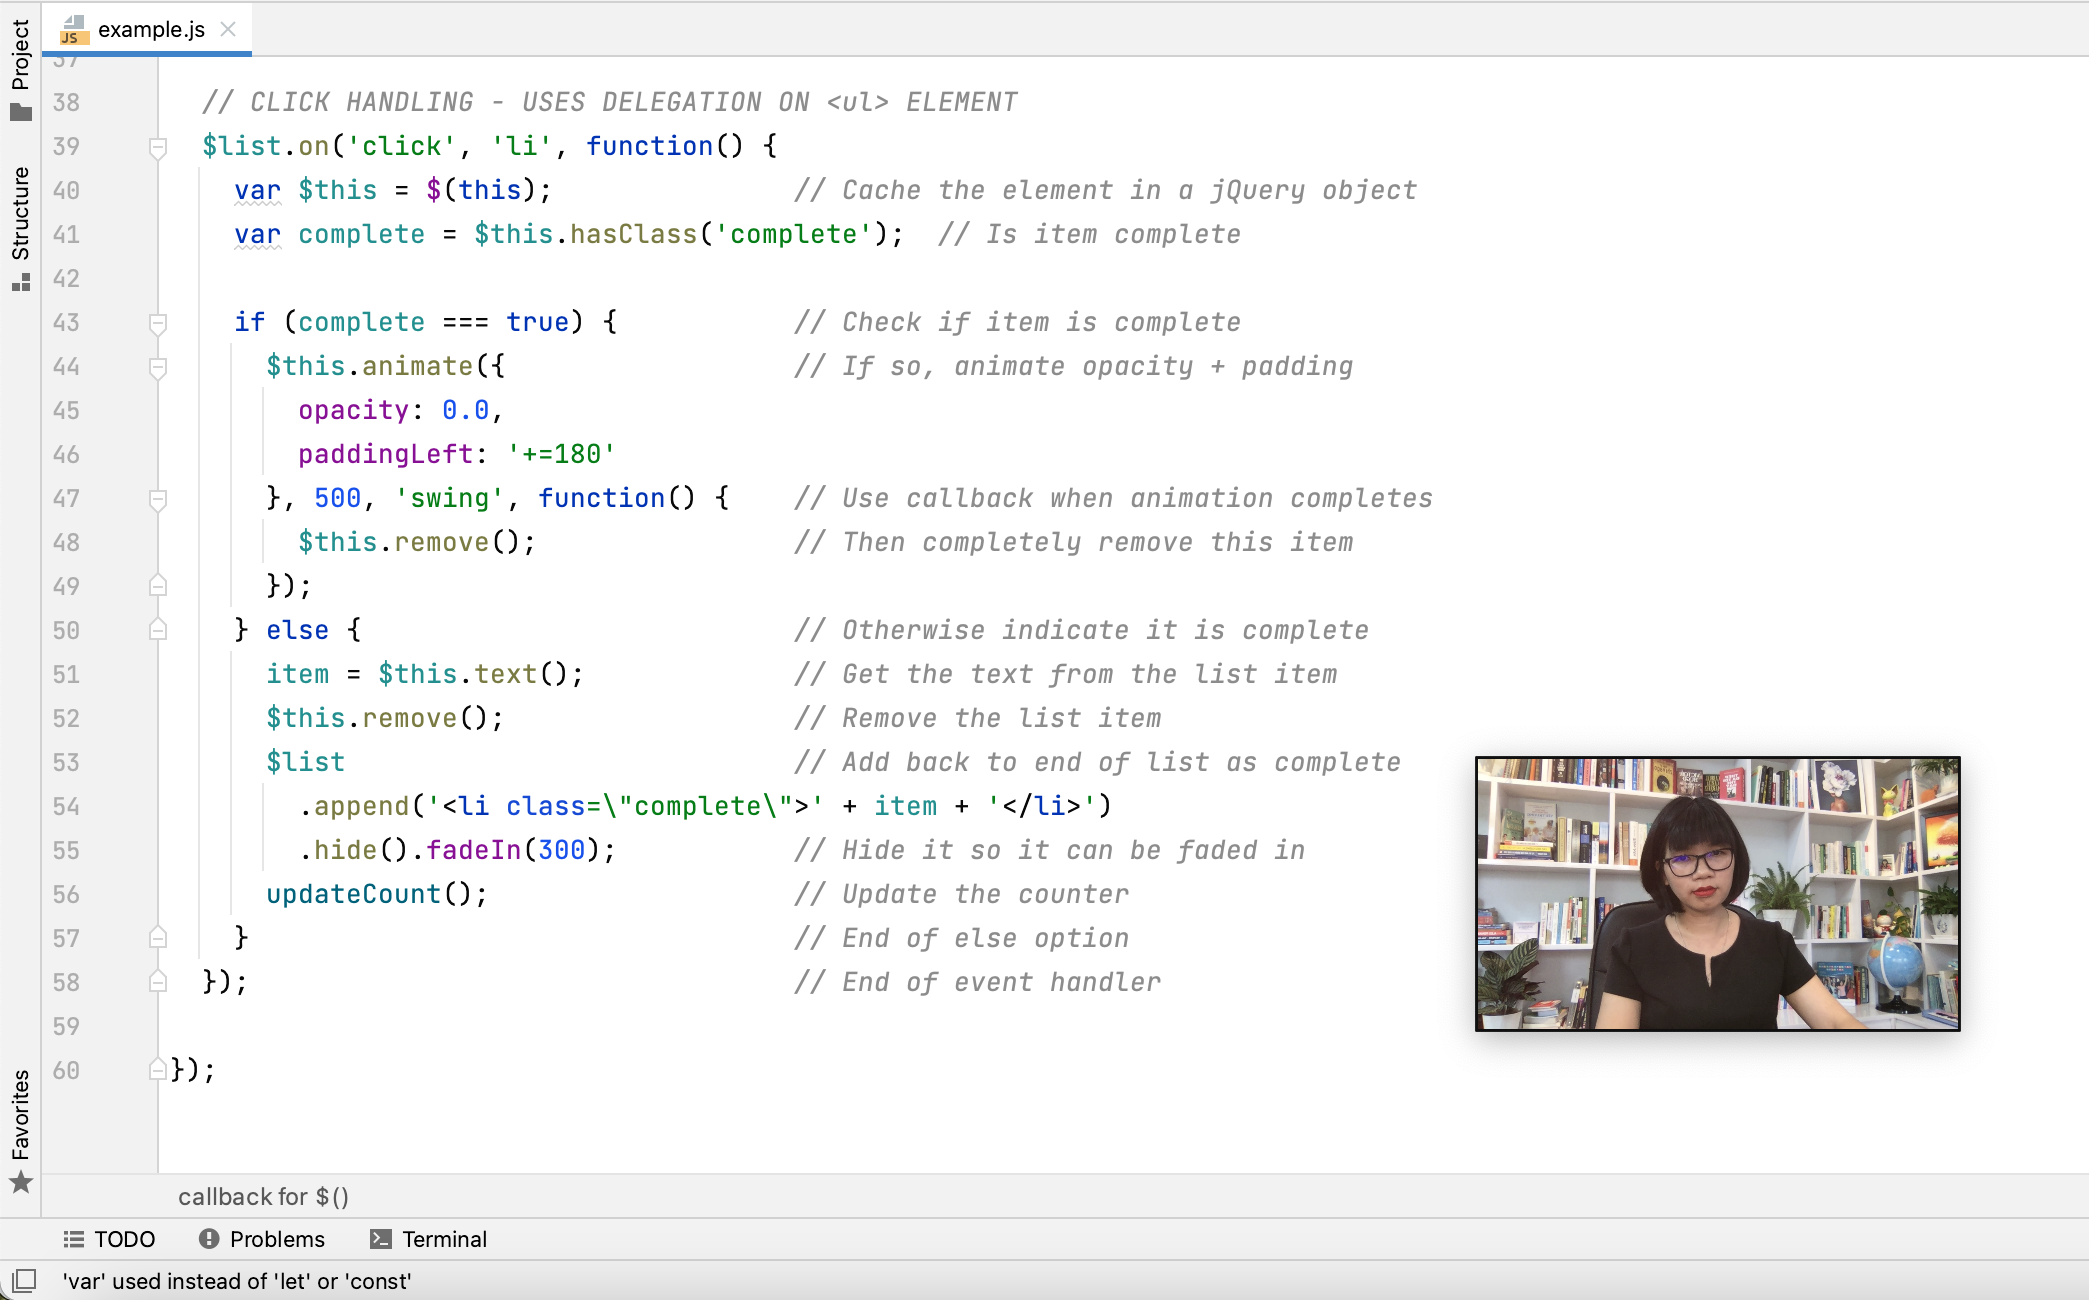 Project
Structure
Favorites
JS example.js
37
38 // CLICK HANDLING - USES DELEGATION ON <ul> ELEMENT
39 $list.on('click', 'li', function() {
40 var $this = $(this); // Cache the element in a jQuery object
41 var complete = $this.hasClass('complete'); // Is item complete
42
43 if (complete === true) { // Check if item is complete
44 $this.animate({ // If so, animate opacity + padding
45 opacity: 0.0,
46 paddingLeft: '+=180'
47 }, 500, 'swing', function() { // Use callback when animation completes
48 $this.remove(); // Then completely remove this item
49 });
50 } else { // Otherwise indicate it is complete
51 item = $this.text(); // Get the text from the list item
52 $this.remove(); // Remove the list item
53 $list // Add back to end of list as complete
54 .append('<li class=\"complete\">' + item + '</li>')
55 .hide().fadeIn(300); // Hide it so it can be faded in
56 updateCount(); // Update the counter
57 } // End of else option
58 }); // End of event handler
59
60 });
callback for $()
TODO Problems Terminal
'var' used instead of 'let' or 'const'